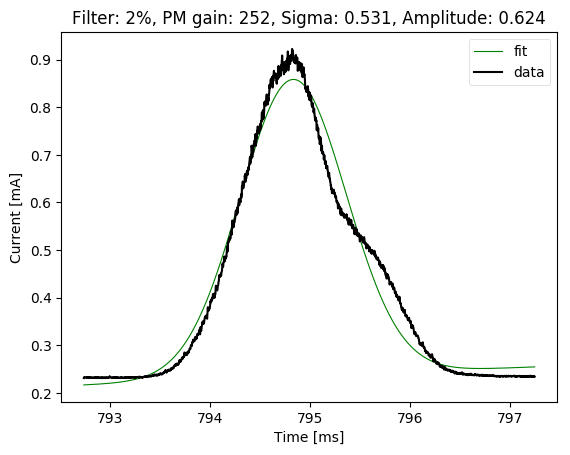 Filter: 2%, PM gain: 252, Sigma: 0.531, Amplitude: 0.624
fit
data
0.9
0.8
0.7
0.6
0.5
0.4
0.3
0.2
Current [mA]
793 794 795 796 797
Time [ms]